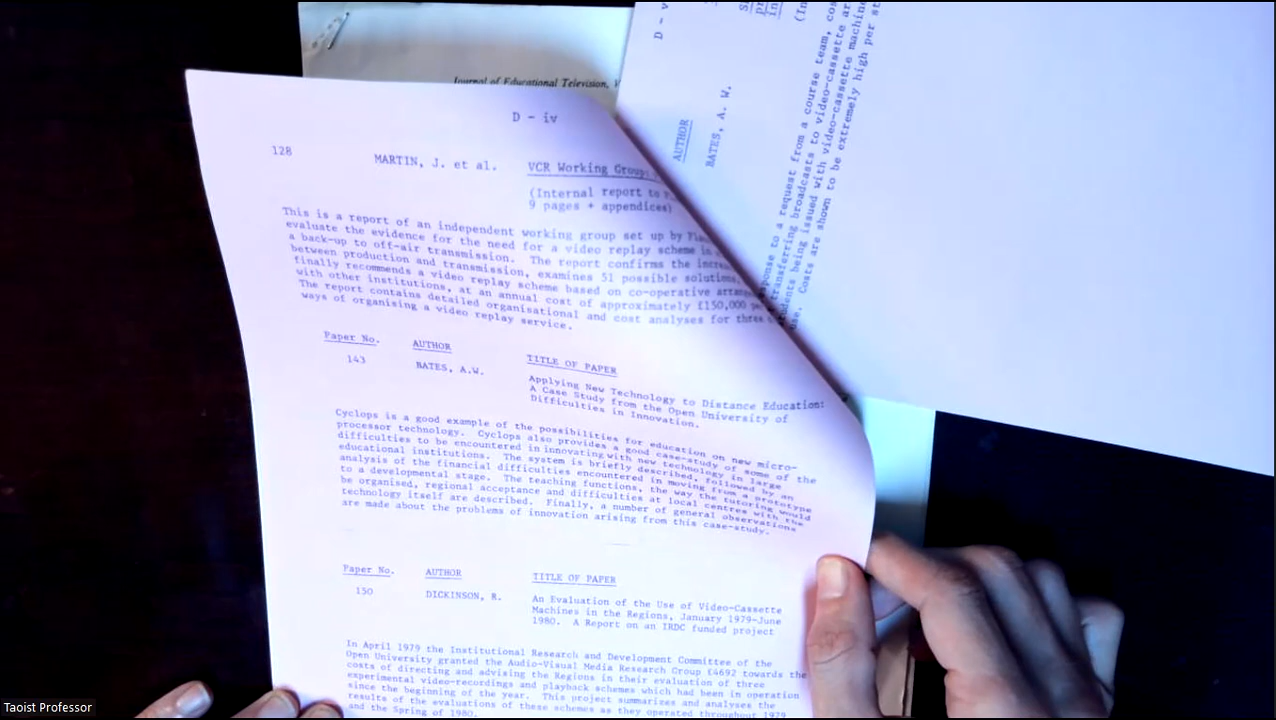 Journal of Educational Television, V
D - iv
128 MARTIN, J. et al. VCR Working Group
(Internal report to
9 pages + appendices)
This is a report of an independent working group set up by
evaluate the evidence for the need for a video replay scheme in
a back-up to off-air transmission. The report confirms the
between production and transmission, examines 51 possible solutions,
finally recommends a video replay scheme based on co-operative
with other institutions, at an annual cost of approximately £150,000
The report contains detailed organisational and cost analyses for three
ways of organising a video replay service.
Paper No. AUTHOR TITLE OF PAPER
143 BATES, A.W. Applying New Technology to Distance Education:
A Case Study from the Open University of
Difficulties in Innovation.
Cyclops is a good example of the possibilities for education on new micro-
processor technology. Cyclops also provides a good case-study of some of the
difficulties to be encountered in innovating with new technology in large
educational institutions. The system is briefly described, followed by an
analysis of the financial difficulties encountered in moving from a prototype
to a developmental stage. The teaching functions, the way the tutoring would
be organised, regional acceptance and difficulties at local centres with the
technology itself are described. Finally, a number of general observations
are made about the problems of innovation arising from this case-study.
Paper No. AUTHOR TITLE OF PAPER
150 DICKINSON, R. An Evaluation of the Use of Video-Cassette
Machines in the Regions, January 1979-June
1980. A Report on an IRDC funded project
In April 1979 the Institutional Research and Development Committee of the
Open University granted the Audio-Visual Media Research Group £4692 towards the
costs of directing and advising the Regions in their evaluation of three
experimental video-recordings and playback schemes which had been in operation
since the beginning of the year. This project summarizes and analyses the
results of the evaluations of these schemes as they operated throughout 1979
and the Spring of 1980.
D - v
AUTHOR
BATES, A. W.
(In
response to a request from a course team, cos
transferring broadcasts to video-cassette ar
students being issued with video-cassette machine
use. Costs are shown to be extremely high per st
Taoist Professor